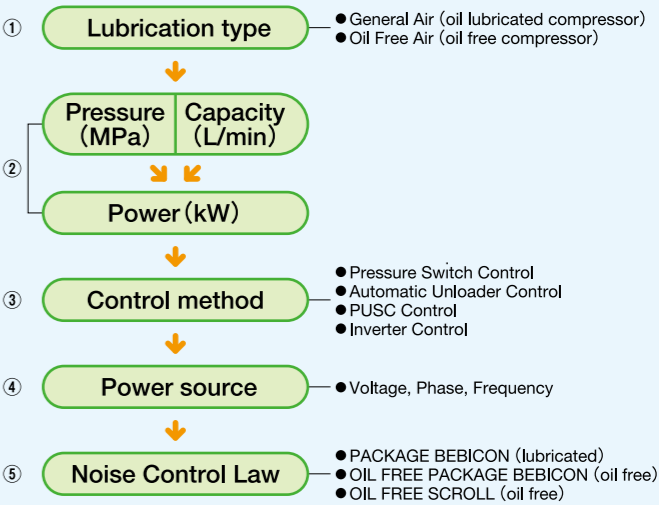 ① Lubrication type
●General Air (oil lubricated compressor)
●Oil Free Air (oil free compressor)
②
Pressure (MPa)
Capacity (L/min)
Power (kW)
③ Control method
●Pressure Switch Control
●Automatic Unloader Control
●PUSC Control
●Inverter Control
④ Power source
●Voltage, Phase, Frequency
⑤ Noise Control Law
●PACKAGE BEBICON (lubricated)
●OIL FREE PACKAGE BEBICON (oil free)
●OIL FREE SCROLL (oil free)